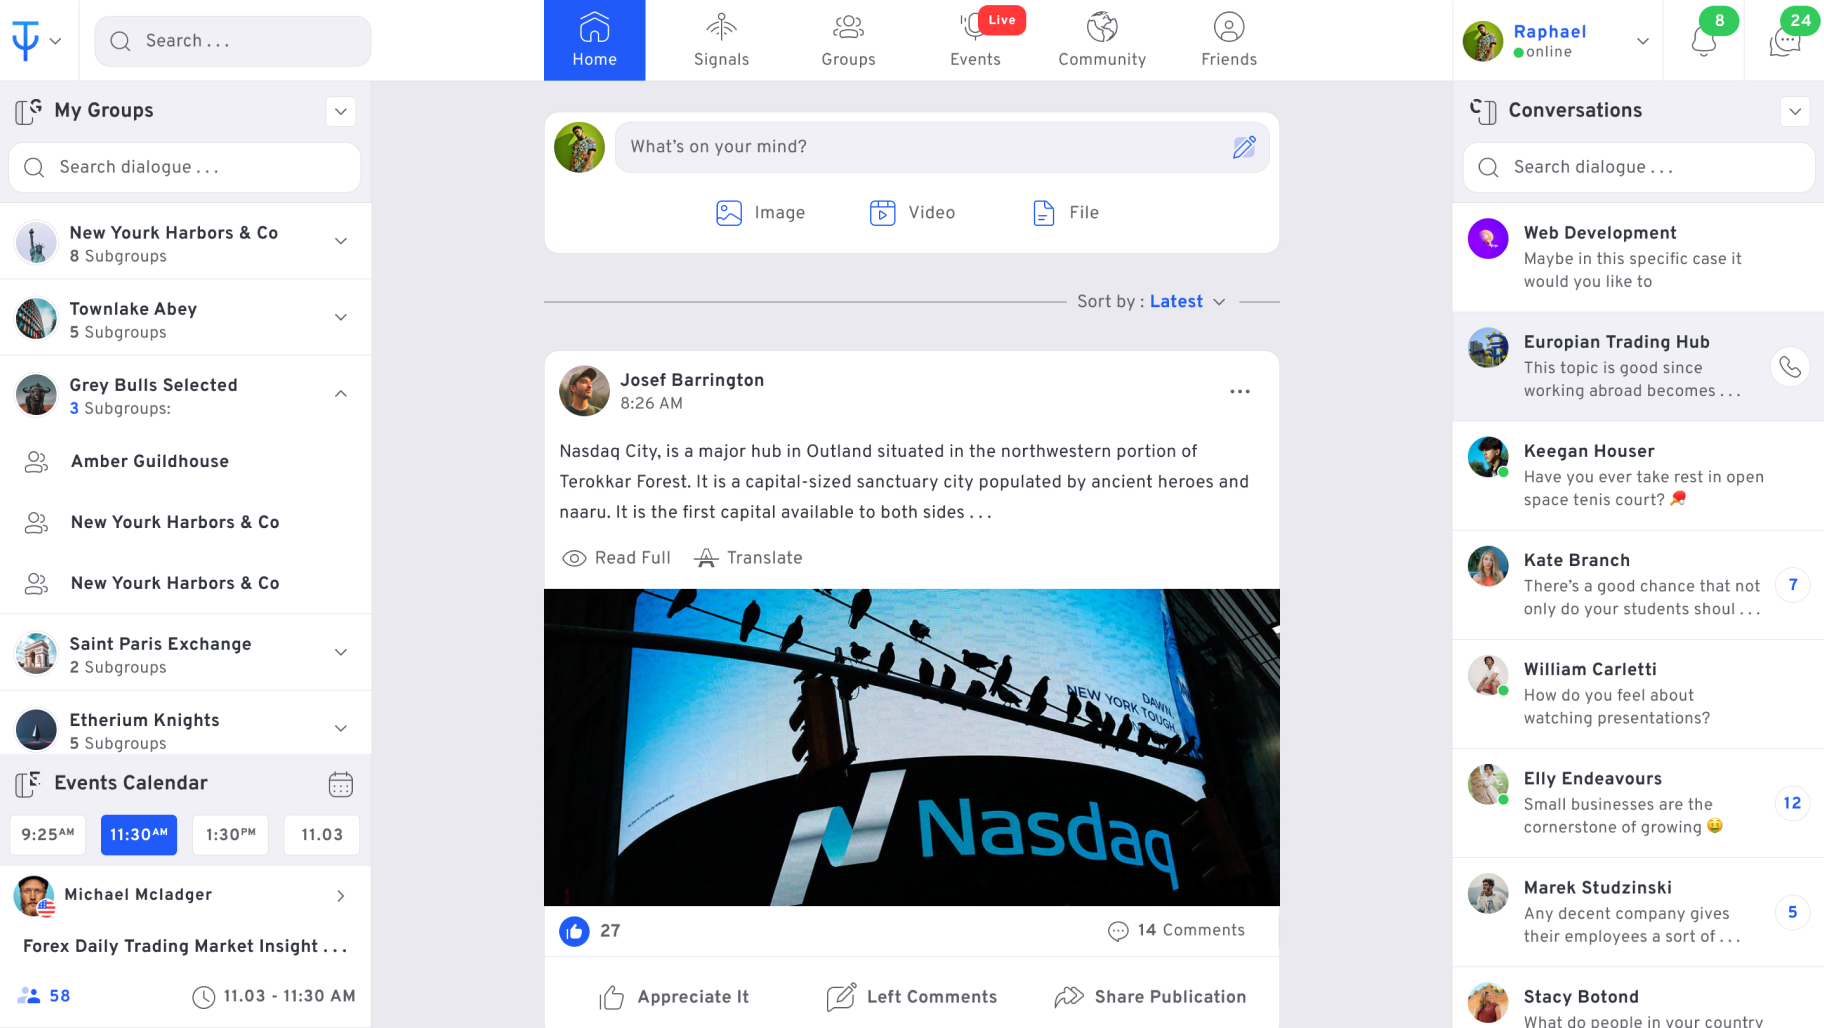 Search . . .
Home
Signals
Groups
Live
Events
Community
Friends
Raphael
online
8
24
My Groups
Search dialogue . . .
New Yourk Harbors & Co
8 Subgroups
Townlake Abey
5 Subgroups
Grey Bulls Selected
3 Subgroups:
Amber Guildhouse
New Yourk Harbors & Co
New Yourk Harbors & Co
Saint Paris Exchange
2 Subgroups
Etherium Knights
5 Subgroups
Events Calendar
9:25AM
11:30AM
1:30PM
11.03
Michael Mcladger
Forex Daily Trading Market Insight . . .
58
11.03 - 11:30 AM
What's on your mind?
Image
Video
File
Sort by : Latest
Josef Barrington
8:26 AM
Nasdaq City, is a major hub in Outland situated in the northwestern portion of
Terokkar Forest. It is a capital-sized sanctuary city populated by ancient heroes and
naaru. It is the first capital available to both sides . . .
Read Full
Translate
DAWN
NEW YORK TOUGH
Nasdaq
27
14 Comments
Appreciate It
Left Comments
Share Publication
Conversations
Search dialogue . . .
Web Development
Maybe in this specific case it
would you like to
Europian Trading Hub
This topic is good since
working abroad becomes . . .
Keegan Houser
Have you ever take rest in open
space tenis court? 🏓
Kate Branch
There's a good chance that not
only do your students shoul . . .
7
William Carletti
How do you feel about
watching presentations?
Elly Endeavours
Small businesses are the
cornerstone of growing 🤑
12
Marek Studzinski
Any decent company gives
their employees a sort of . . .
5
Stacy Botond
What do people in your country